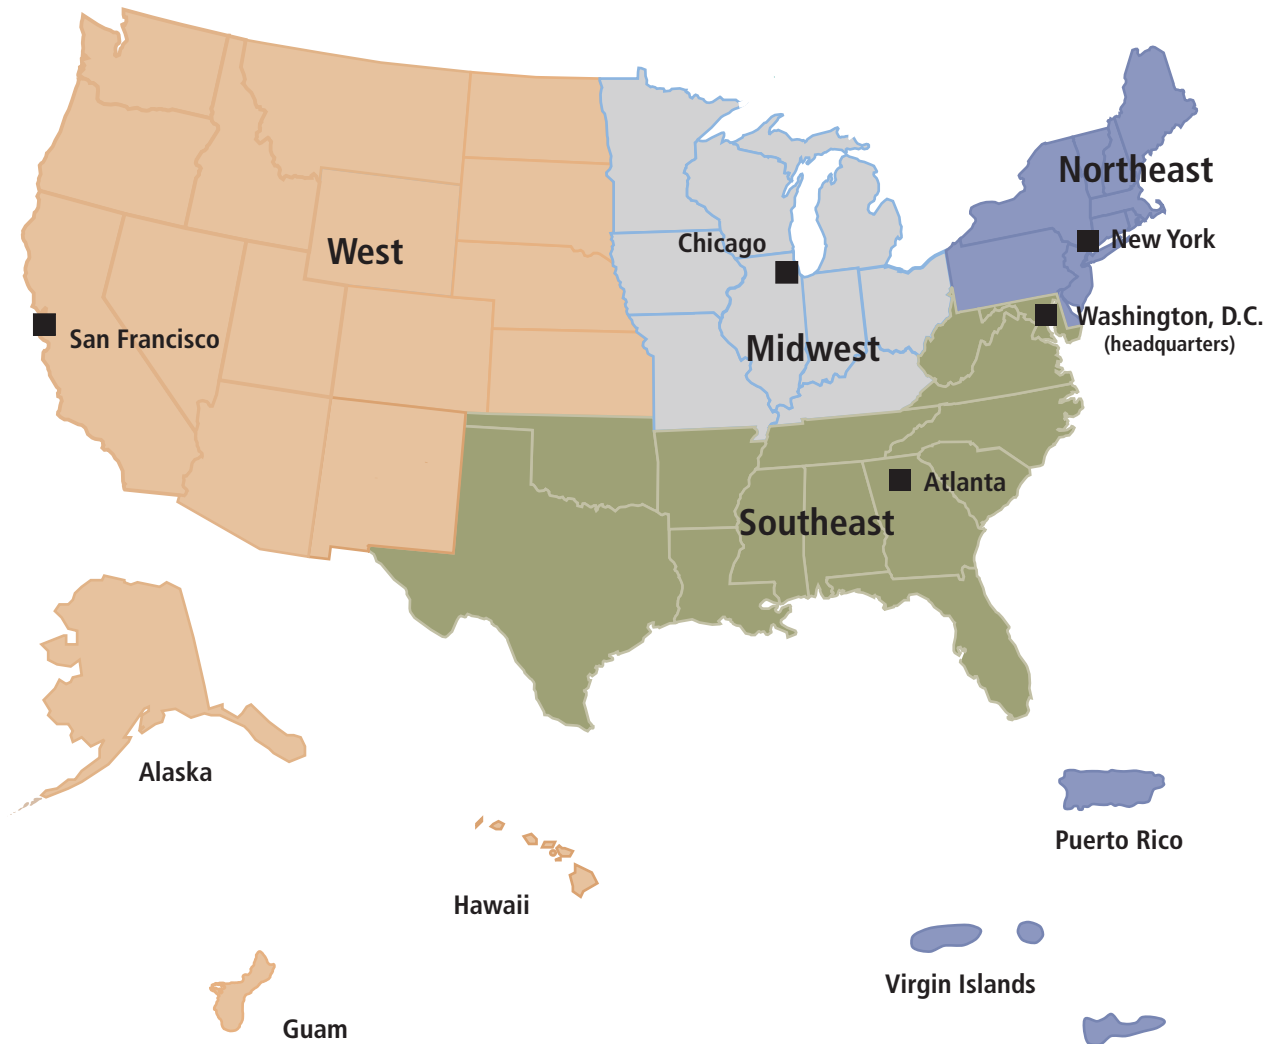 Northeast
New York
Chicago
West
Washington, D.C.
(headquarters)
San Francisco
Midwest
Atlanta
Southeast
Alaska
Puerto Rico
Hawaii
Virgin Islands
Guam